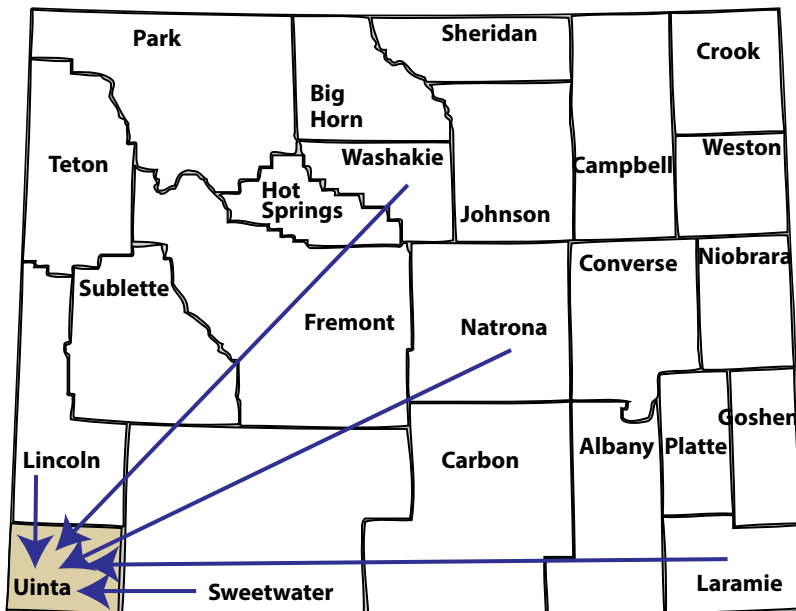 Park
Sheridan
Crook
Big
Horn
Teton
Washakie
Campbell
Weston
Hot
Springs
Johnson
Sublette
Converse
Niobrara
Fremont
Natrona
Goshen
Lincoln
Carbon
Albany
Platte
Uinta
Sweetwater
Laramie